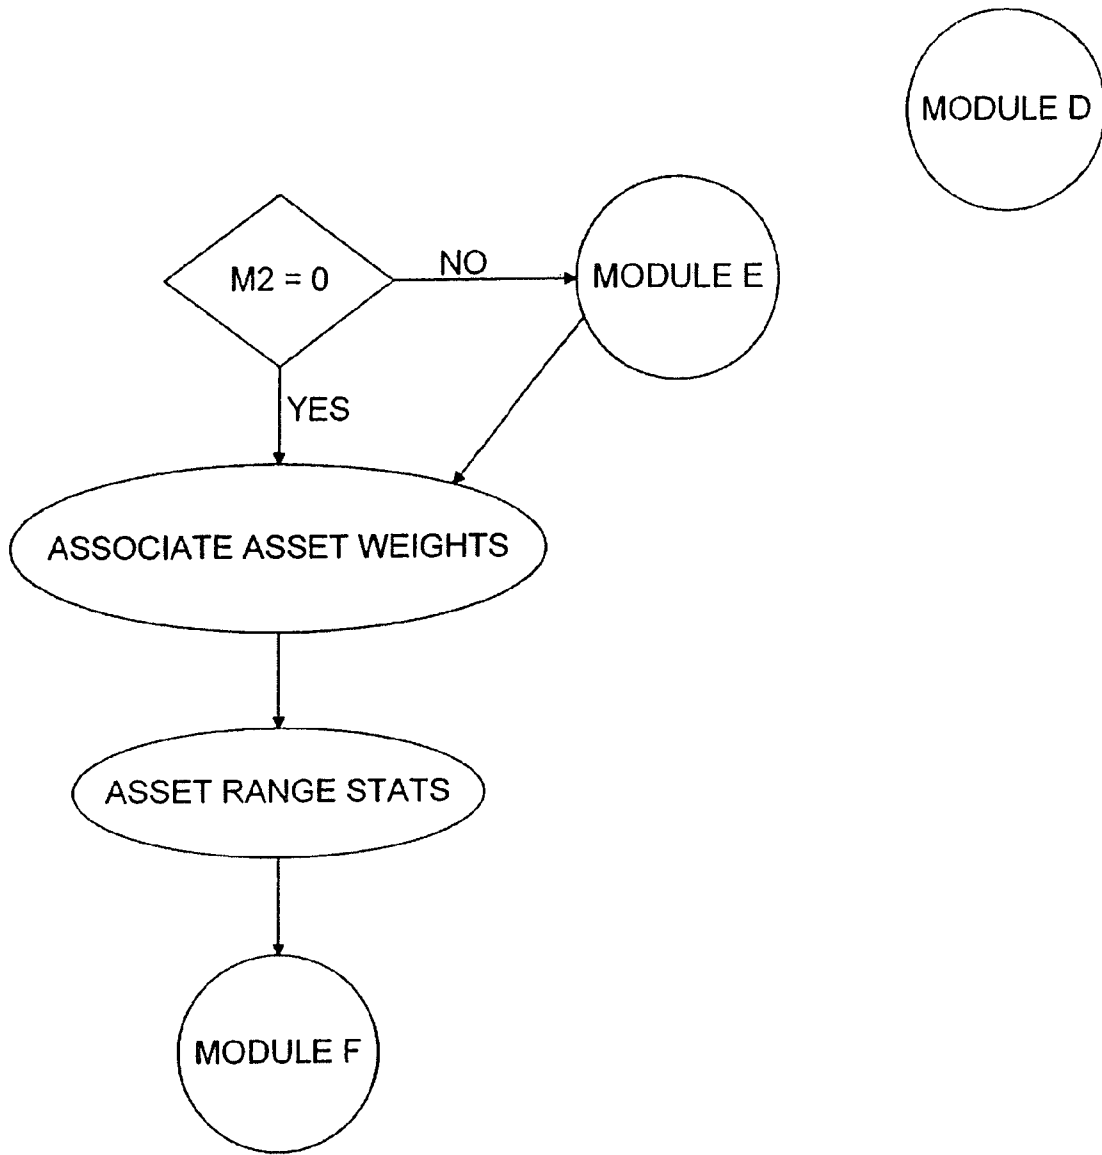 MODULE D
M2 = 0
NO
MODULE E
YES
ASSOCIATE ASSET WEIGHTS
ASSET RANGE STATS
MODULE F